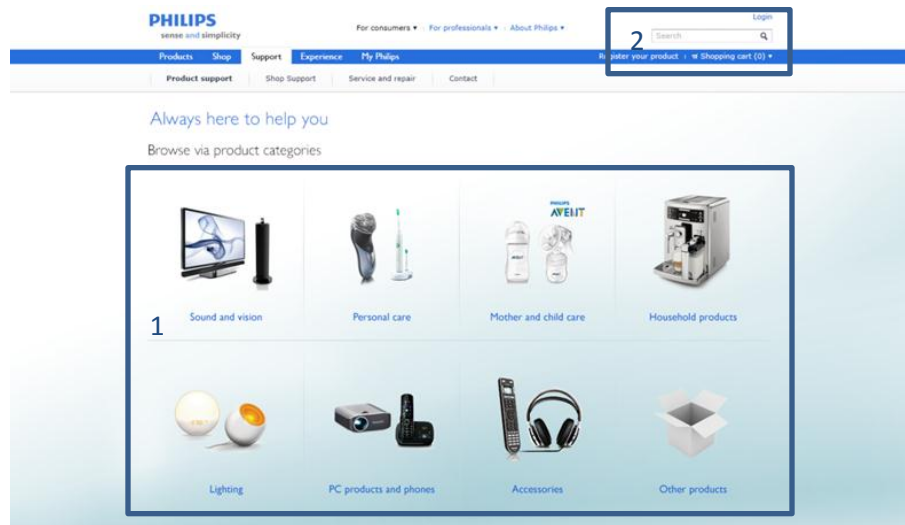 PHILIPS
sense and simplicity
For consumers ▾ For professionals ▾ About Philips ▾
Login
Search
2
Products Shop Support Experience My Philips
Register your product Shopping cart (0) ▾
Product support Shop Support Service and repair Contact
Always here to help you
Browse via product categories
PHILIPS
AVENT
1
Sound and vision Personal care Mother and child care Household products
Lighting PC products and phones Accessories Other products